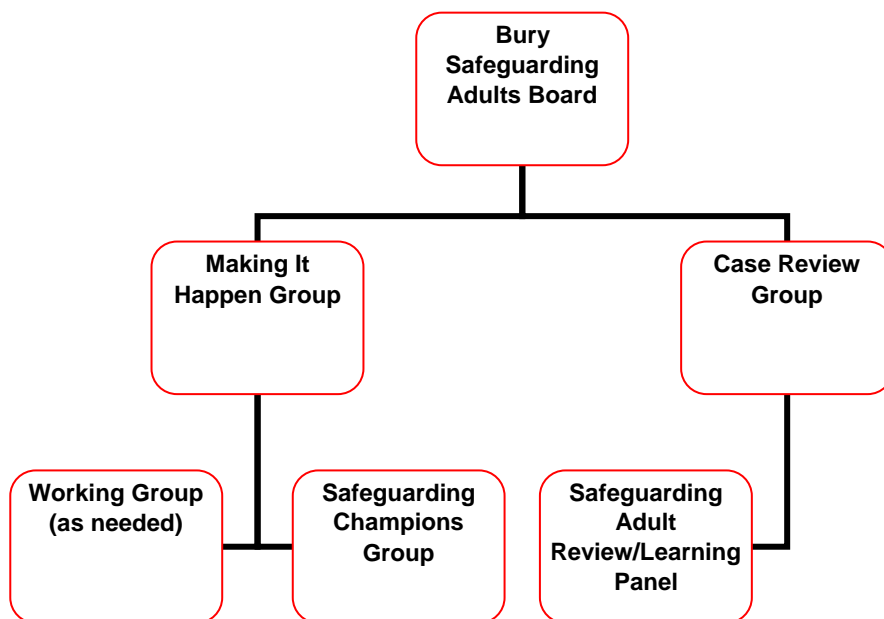 Bury
Safeguarding
Adults Board
Making It
Happen Group
Case Review
Group
Working Group
(as needed)
Safeguarding
Champions
Group
Safeguarding
Adult
Review/Learning
Panel